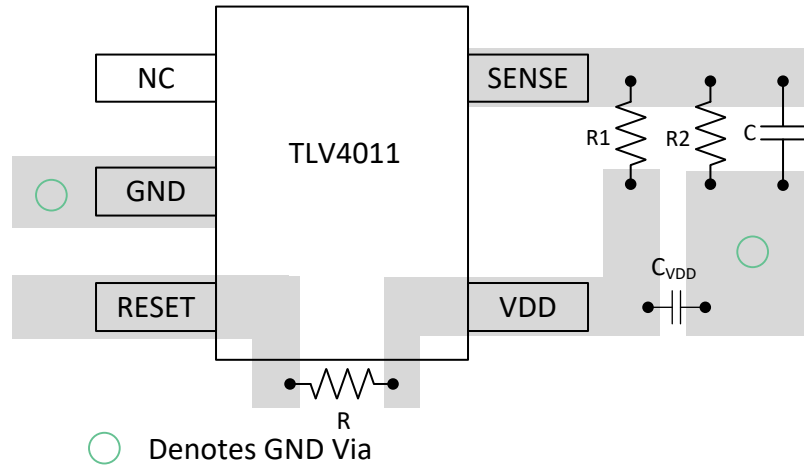 NC
SENSE
TLV4011
R1
R2
C
GND
CVDD
RESET
VDD
R
Denotes GND Via